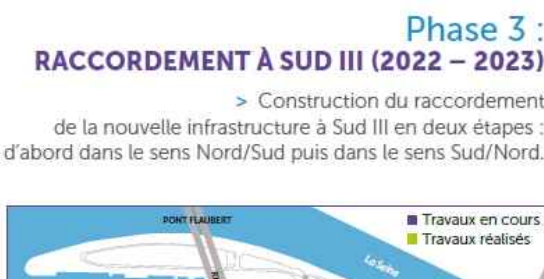 Phase 3 :
RACCORDEMENT À SUD III (2022 – 2023)
> Construction du raccordement
de la nouvelle infrastructure à Sud III en deux étapes :
d'abord dans le sens Nord/Sud puis dans le sens Sud/Nord.
PONT FLAUBERT
Travaux en cours
Travaux réalisés
La Seine